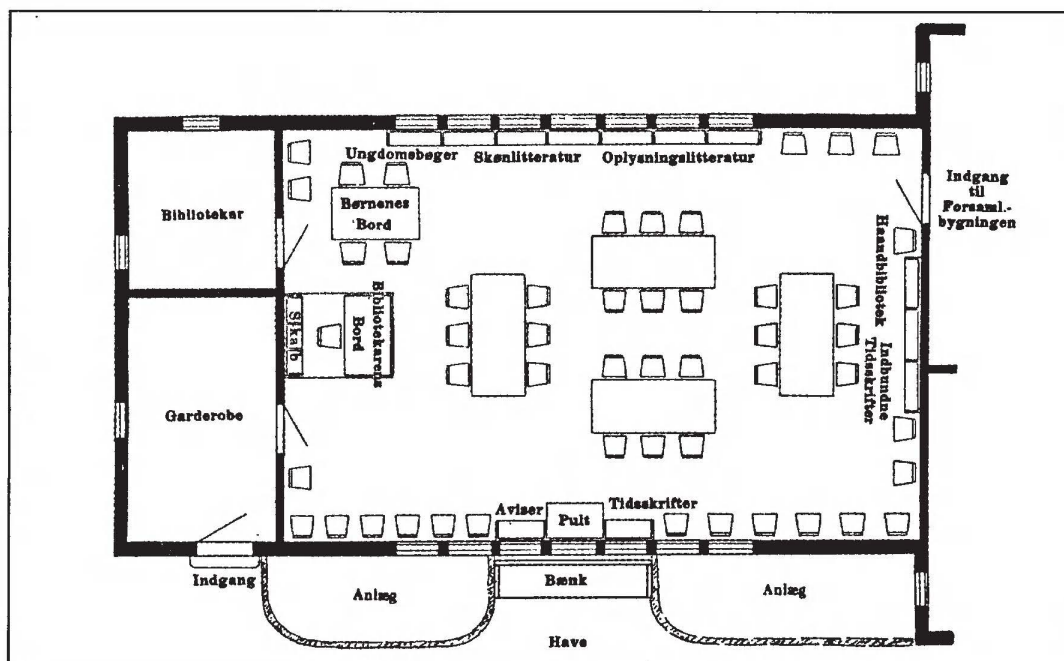 Ungdomsbøger Skønlitteratur Oplysningslitteratur
Bibliotekar
Børnenes
Bord
Indgang
til
Forsaml.-
bygningen
Haandbibliotek Indbundne
Tidsskrifter
Skab
Bibliotekarens
Bord
Garderobe
Aviser
Pult
Tidsskrifter
Indgang
Anlæg
Bænk
Anlæg
Have